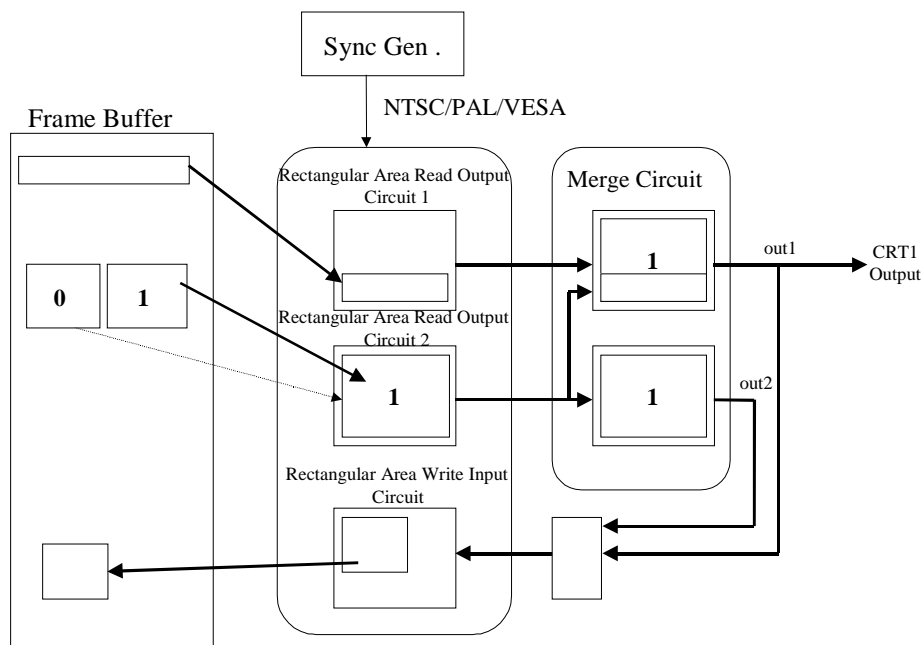 Sync Gen .
NTSC/PAL/VESA
Frame Buffer
Rectangular Area Read Output
Circuit 1
Merge Circuit
1
out1
CRT1
Output
0
1
Rectangular Area Read Output
Circuit 2
1
1
out2
Rectangular Area Write Input
Circuit